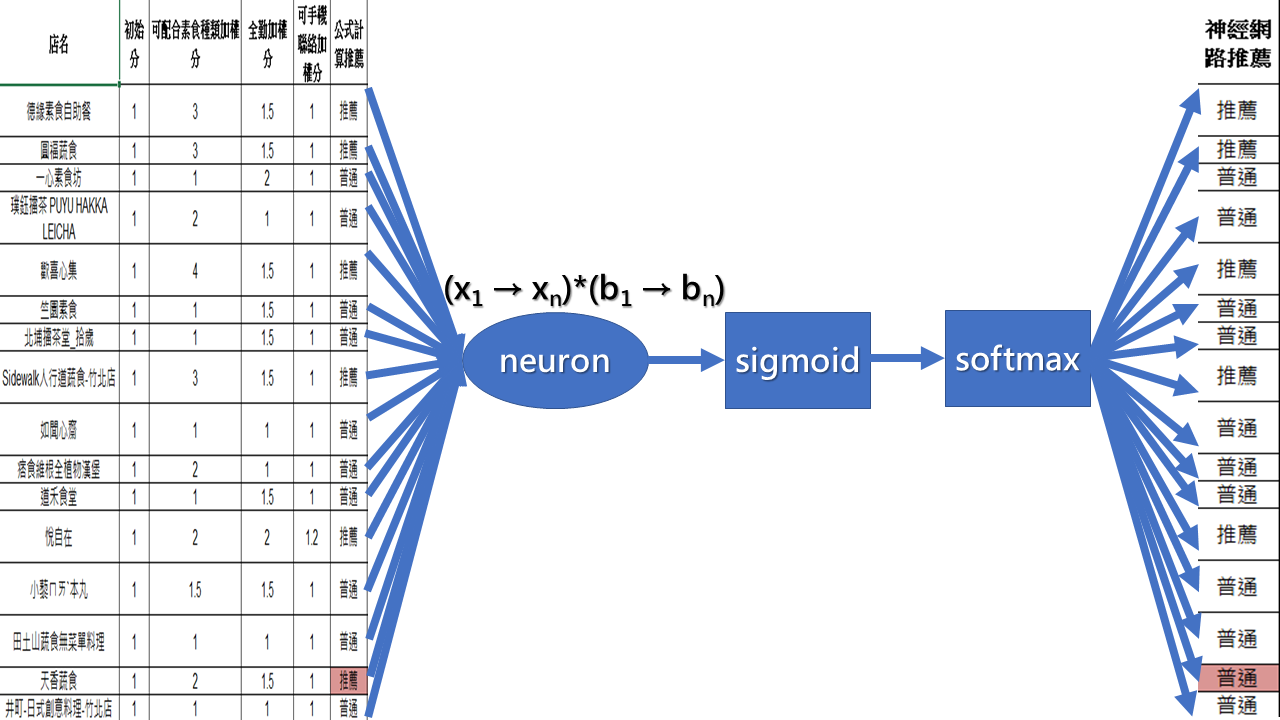 店名 初始分 可配合素食種類加權分 全勤加權分 可手機聯絡加權分 公式計算推薦
德緣素食自助餐 1 3 1.5 1 推薦
圓福蔬食 1 3 1.5 1 推薦
一心素食坊 1 1 2 1 普通
璞鈺擂茶 PUYU HAKKA LEICHA 1 2 1 1 普通
歡喜心集 1 4 1.5 1 推薦
竺園素食 1 1 1.5 1 普通
北埔擂茶堂_拾歲 1 1 1.5 1 普通
Sidewalk人行道蔬食-竹北店 1 3 1.5 1 推薦
如聞心齋 1 1 1 1 普通
痞食維根全植物漢堡 1 2 1 1 普通
道禾食堂 1 1 1.5 1 普通
悅自在 1 2 2 1.2 推薦
小藜ㄇㄞˋ本丸 1 1.5 1.5 1 普通
田土山蔬食無菜單料理 1 1 1 1 普通
天香蔬食 1 2 1.5 1 推薦
井町-日式創意料理-竹北店 1 1 1 1 普通
(x1 → xn)*(b1 → bn)
neuron
sigmoid
softmax
神經網
路推薦
推薦
推薦
普通
普通
推薦
普通
普通
推薦
普通
普通
普通
推薦
普通
普通
普通
普通